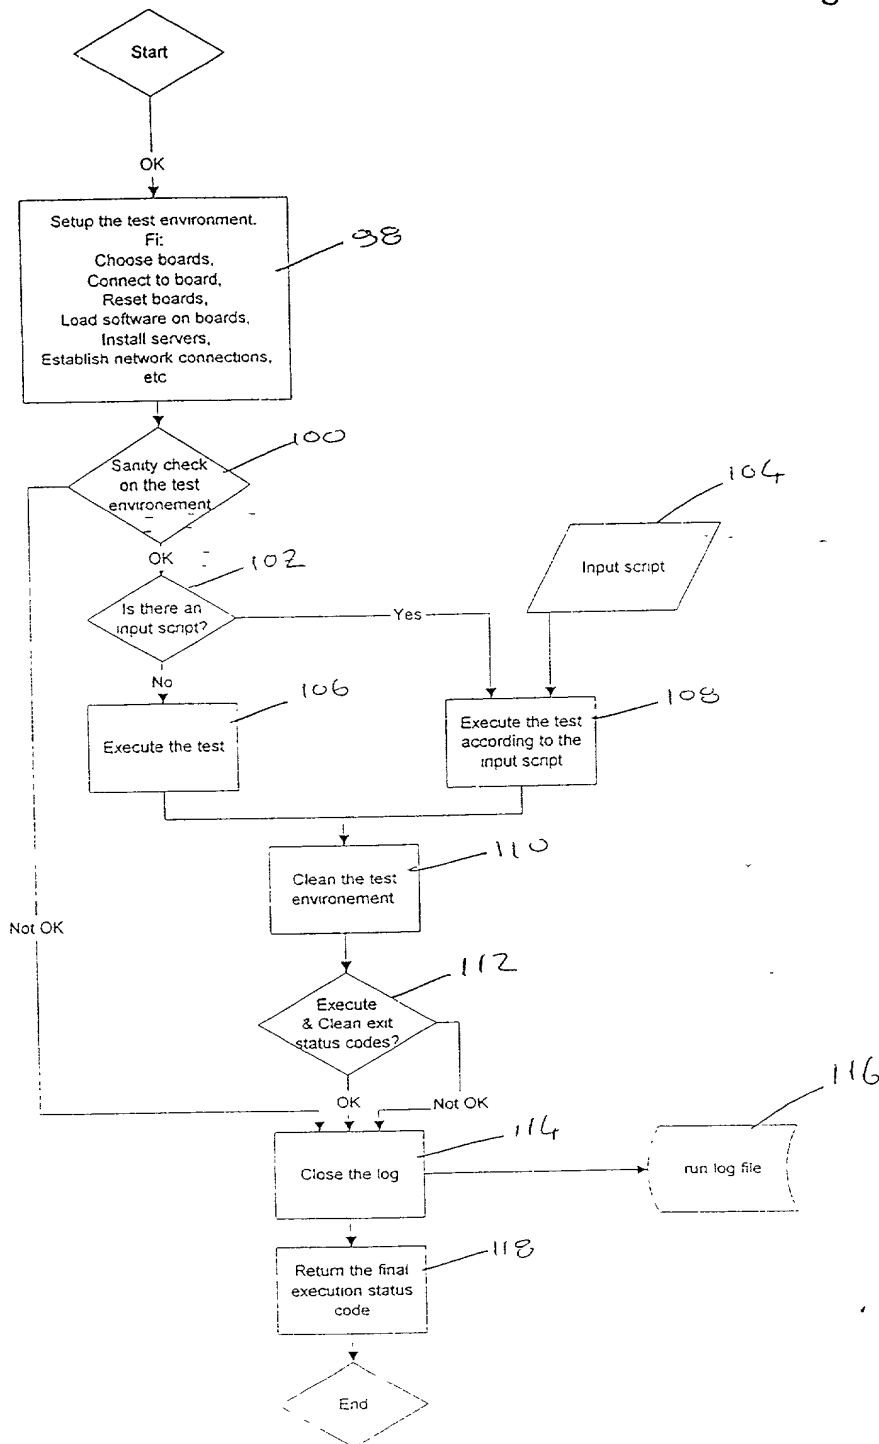 g
Start
OK
Setup the test environment.
Fi:
Choose boards,
Connect to board,
Reset boards,
Load software on boards,
Install servers,
Establish network connections,
etc
98
100
Sanity check
on the test
environement
OK
102
104
Input script
Is there an
input script?
Yes
No
106
108
Execute the test
Execute the test
according to the
input script
110
Clean the test
environement
Not OK
112
Execute
& Clean exit
status codes?
OK
Not OK
114
116
Close the log
run log file
118
Return the final
execution status
code
End